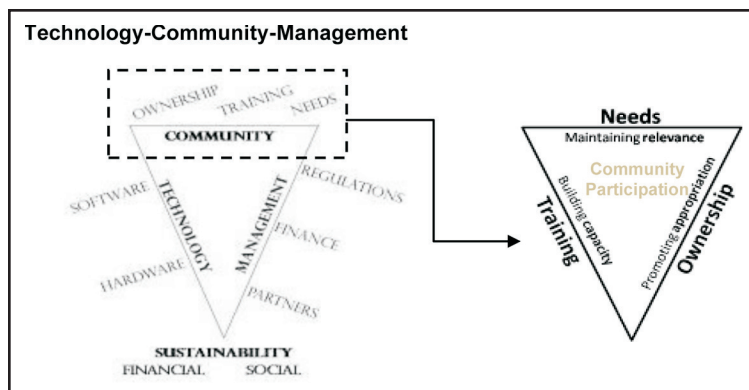 Technology-Community-Management
OWNERSHIP
TRAINING
NEEDS
COMMUNITY
SOFTWARE
TECHNOLOGY
MANAGEMENT
REGULATIONS
HARDWARE
FINANCE
PARTNERS
SUSTAINABILITY
FINANCIAL SOCIAL
Needs
Maintaining relevance
Community
Participation
Building capacity
Training
Promoting appropriation
Ownership